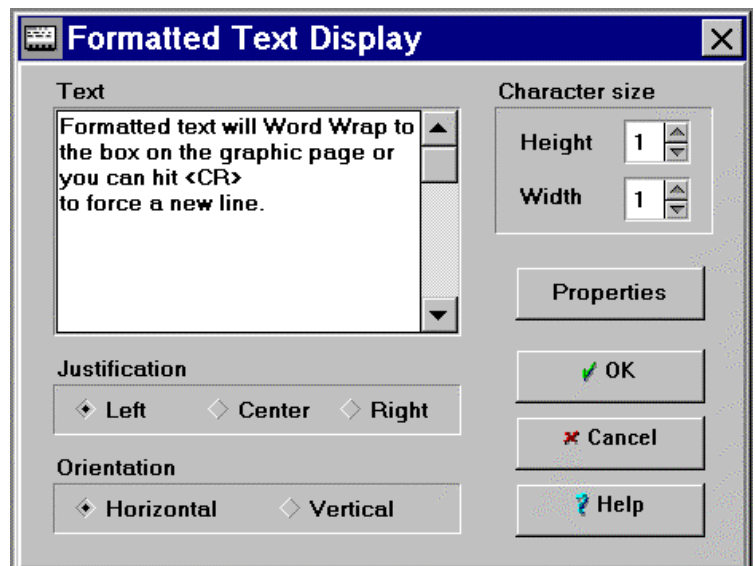 Formatted Text Display
Text
Formatted text will Word Wrap to
the box on the graphic page or
you can hit <CR>
to force a new line.
Character size
Height 1
Width 1
Properties
Justification
Left Center Right
OK
Cancel
Orientation
Horizontal Vertical
Help